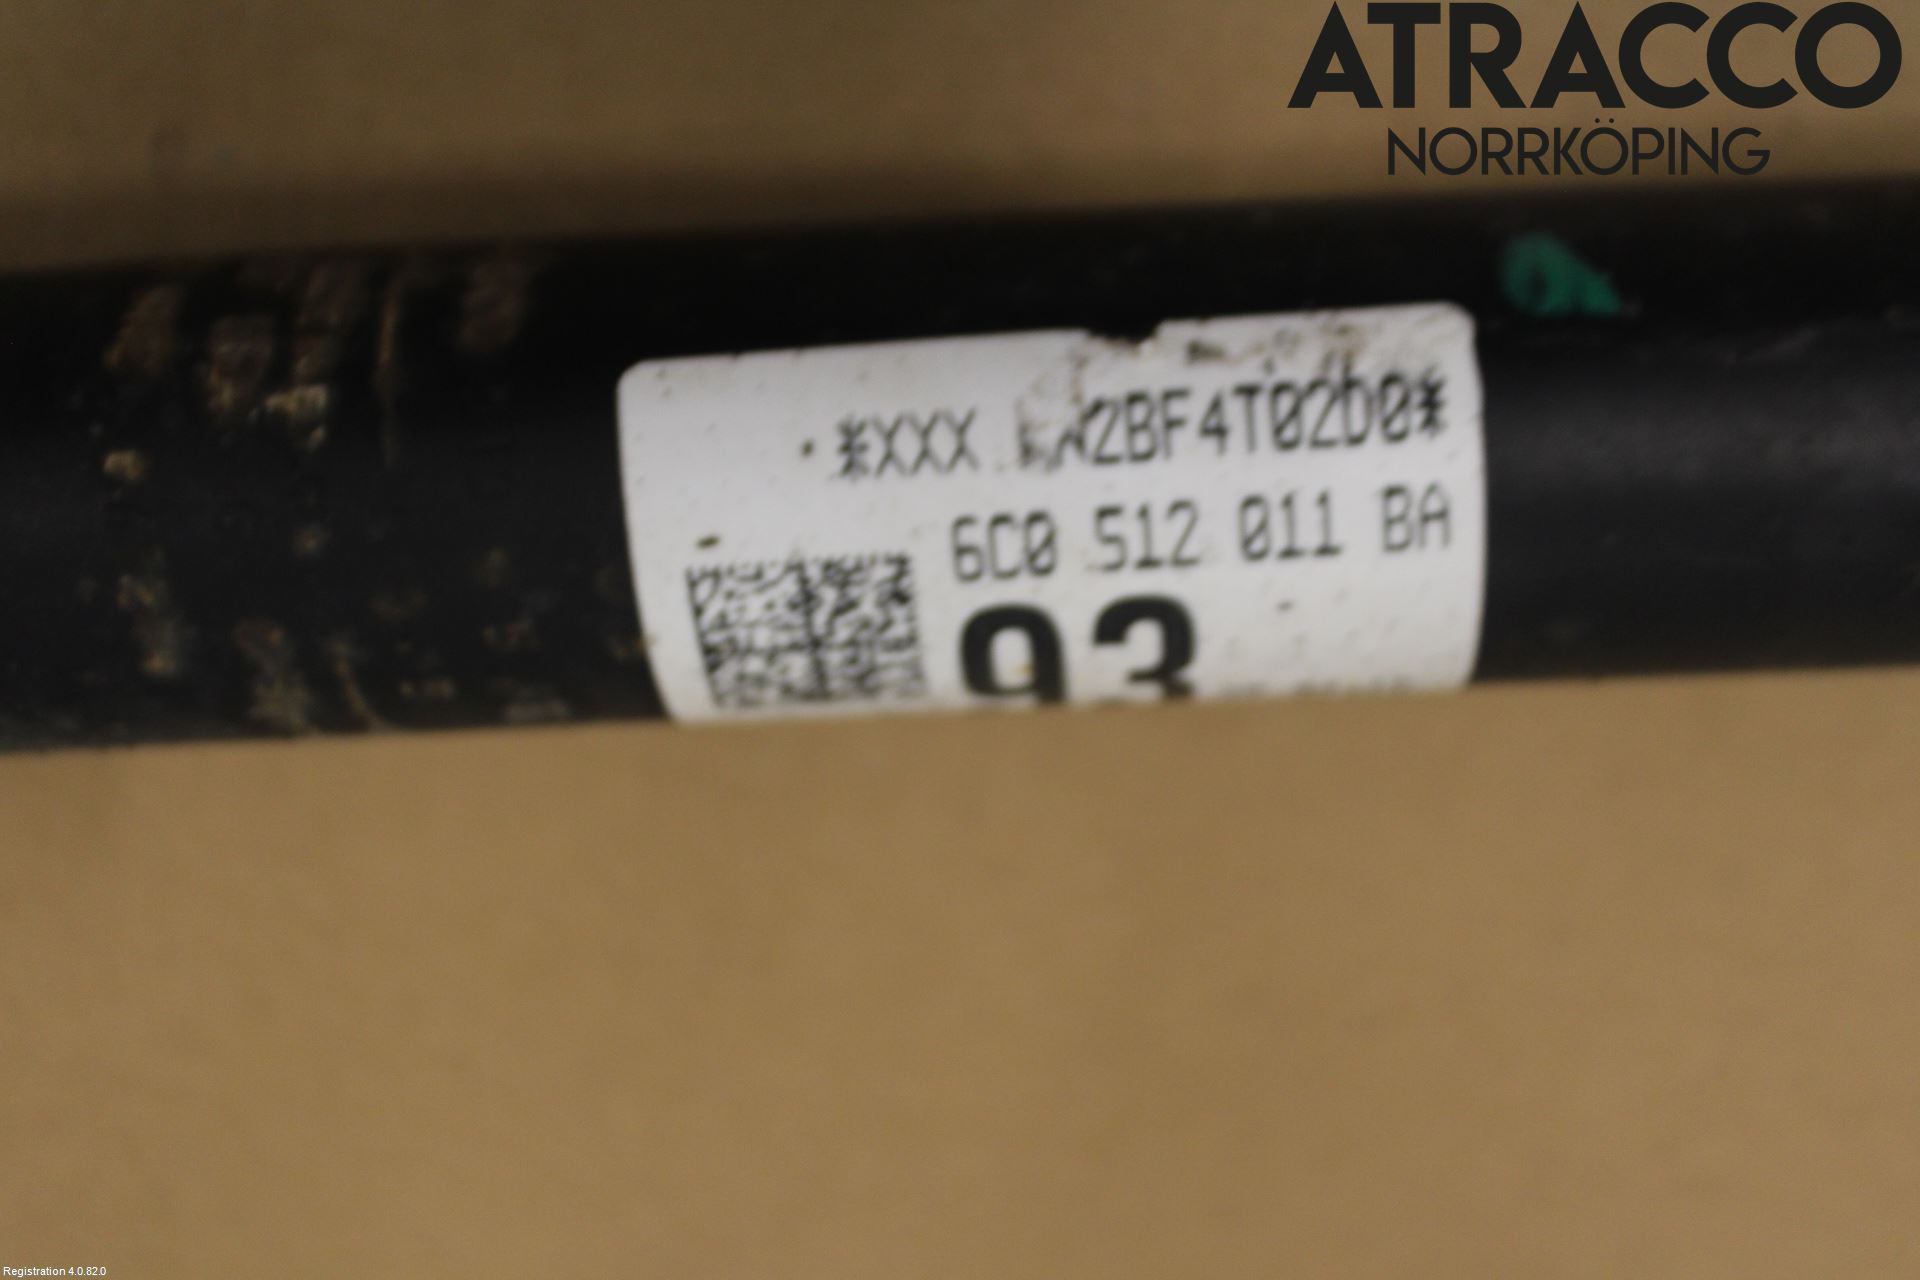 ATRACCO
NORRKÖPING
*XXX
6C0 512 011 BA
93
Registration 4.0.82.0